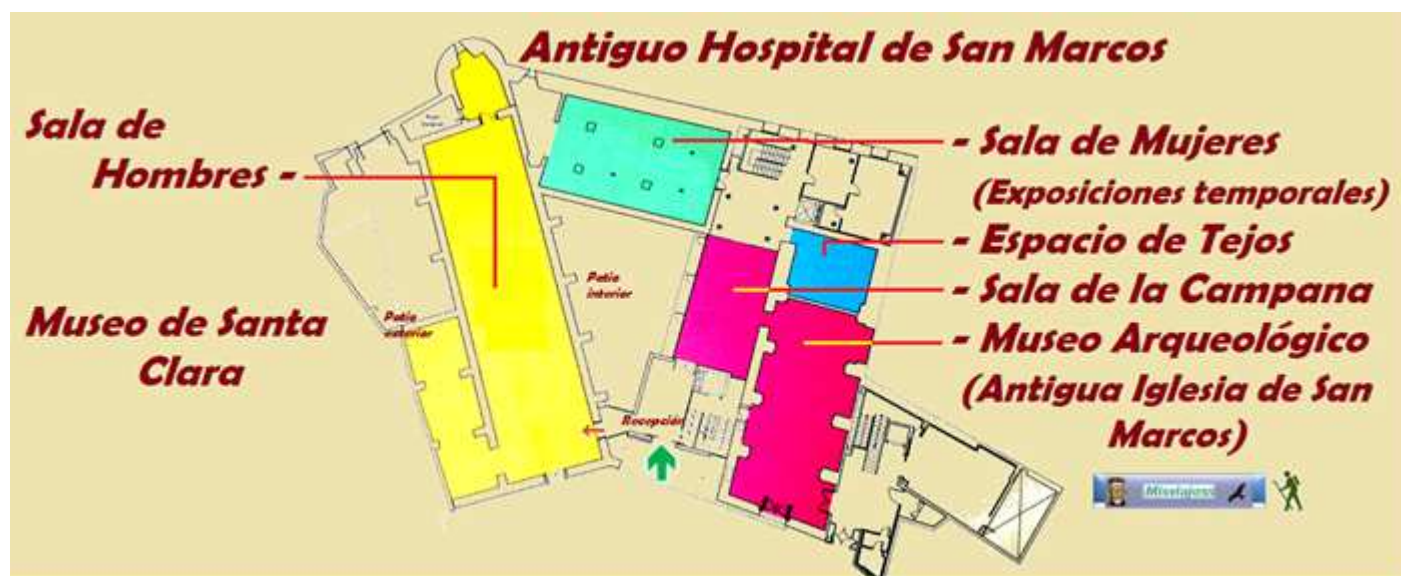 Antiguo Hospital de San Marcos
Sala de
Hombres -
- Sala de Mujeres
(Exposiciones temporales)
- Espacio de Tejos
- Sala de la Campana
- Museo Arqueológico
(Antigua Iglesia de San
Marcos)
Museo de Santa
Clara
Patio
interior
Patio
exterior
Recepción